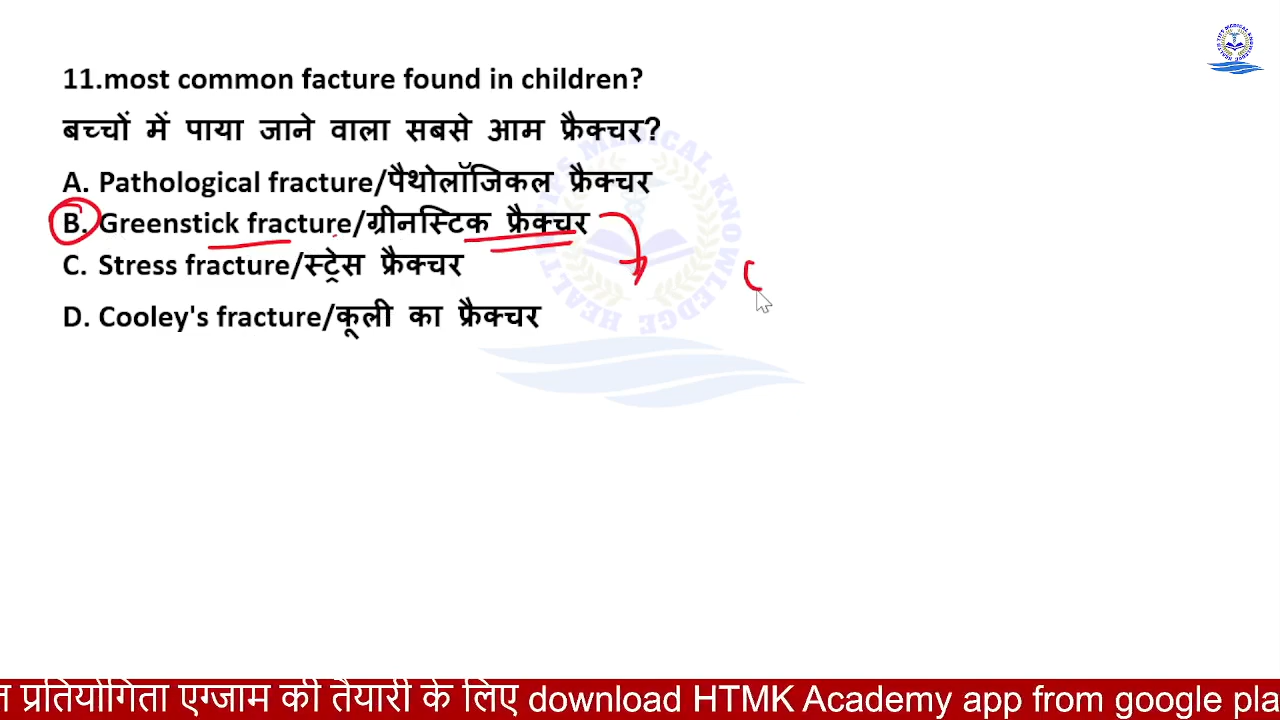 11.most common facture found in children?
बच्चों में पाया जाने वाला सबसे आम फ्रैक्चर?
A. Pathological fracture/पैथोलॉजिकल फ्रैक्चर
B. Greenstick fracture/ग्रीनस्टिक फ्रैक्चर
C. Stress fracture/स्ट्रेस फ्रैक्चर
D. Cooley's fracture/कूली का फ्रैक्चर
प्रतियोगिता एग्जाम की तैयारी के लिए download HTMK Academy app from google pla